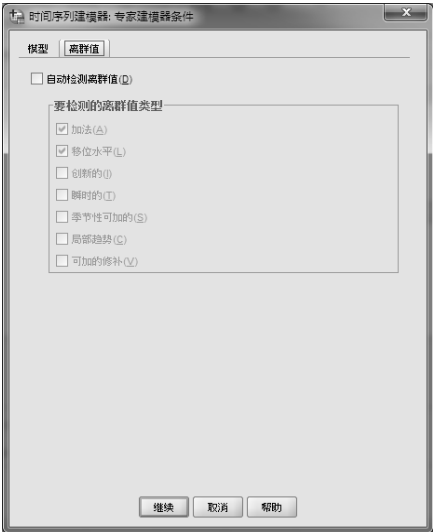 时间序列建模器: 专家建模器条件
模型 离群值
自动检测离群值(D)
要检测的离群值类型
加法(A)
移位水平(L)
创新的(I)
瞬时的(T)
季节性可加的(S)
局部趋势(C)
可加的修补(V)
继续 取消 帮助